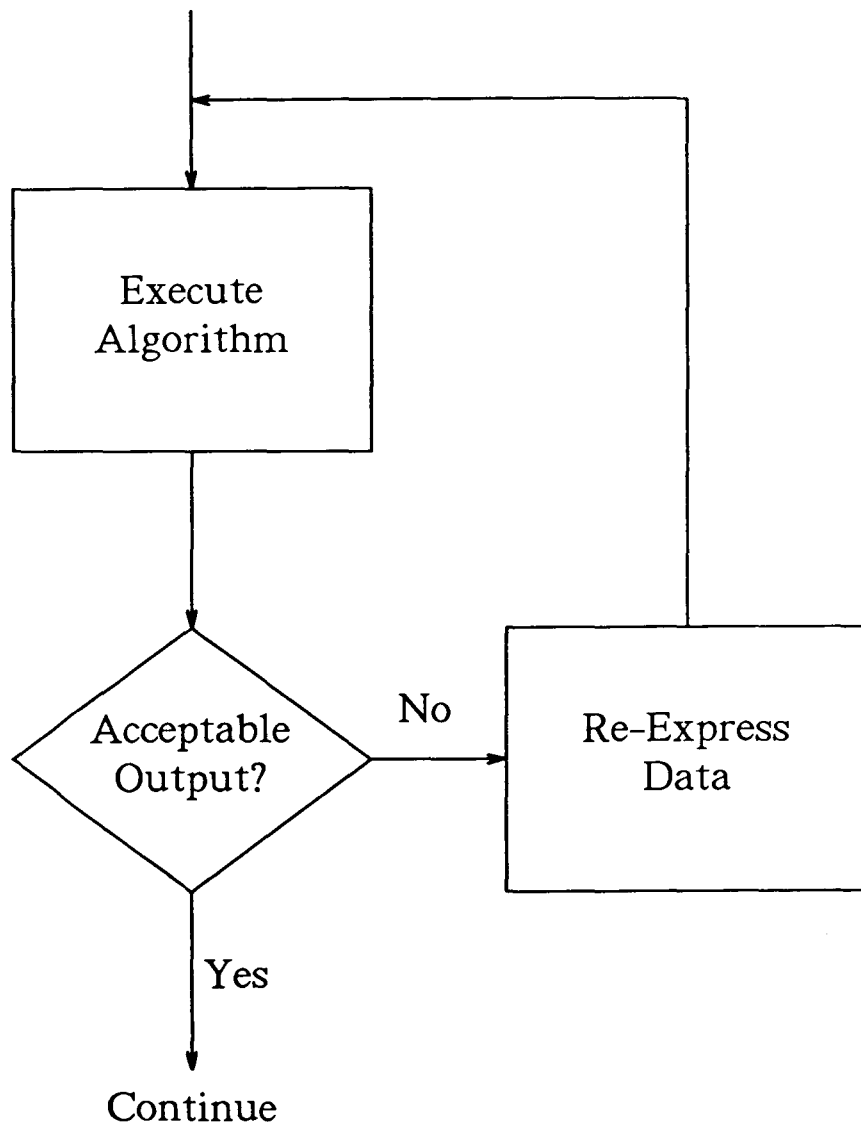 Execute
Algorithm
Acceptable
Output?
No
Re-Express
Data
Yes
Continue